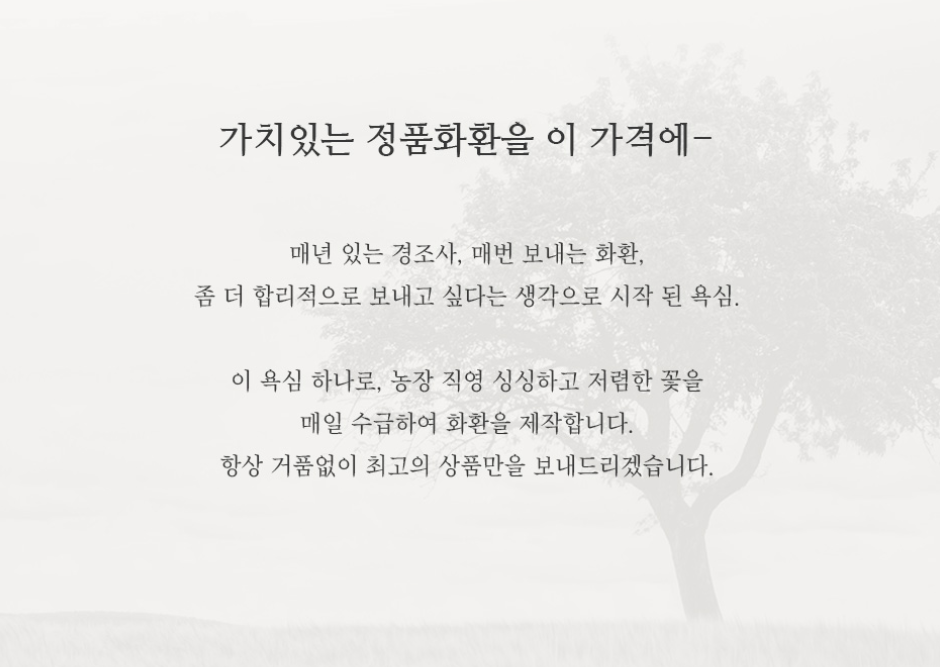 가치있는 정품화환을 이 가격에-
매년 있는 경조사, 매번 보내는 화환,
좀 더 합리적으로 보내고 싶다는 생각으로 시작 된 욕심.
이 욕심 하나로, 농장 직영 싱싱하고 저렴한 꽃을
매일 수급하여 화환을 제작합니다.
항상 거품없이 최고의 상품만을 보내드리겠습니다.